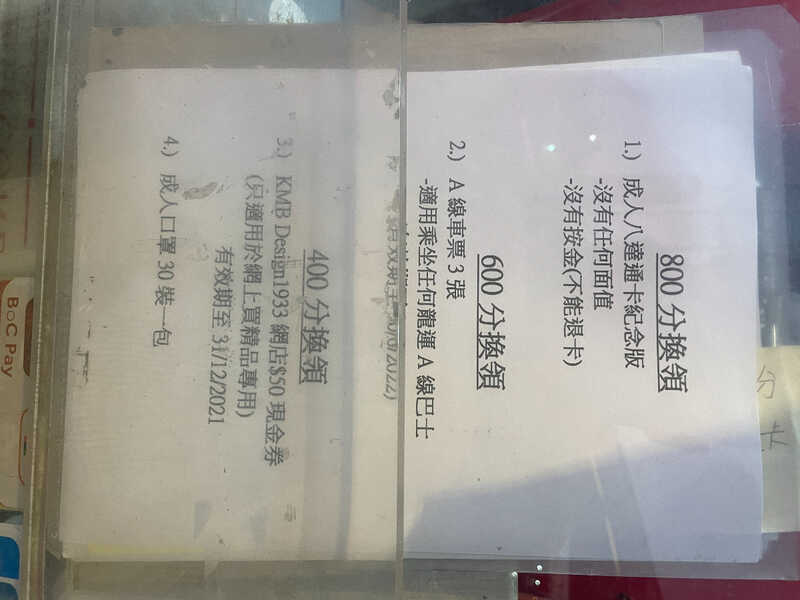 800 分換領
1.) 成人八達通卡紀念版
-沒有任何面值
-沒有按金(不能退卡)
600 分換領
2.) A 線車票 3 張
-適用乘坐任何龍運 A 線巴士
400 分換領
3.) KMB Design1933 網店$50 現金券
(只適用於網上買精品專用)
有效期至 31/12/2021
4.) 成人口罩 30 裝一包
BoC Pay
分